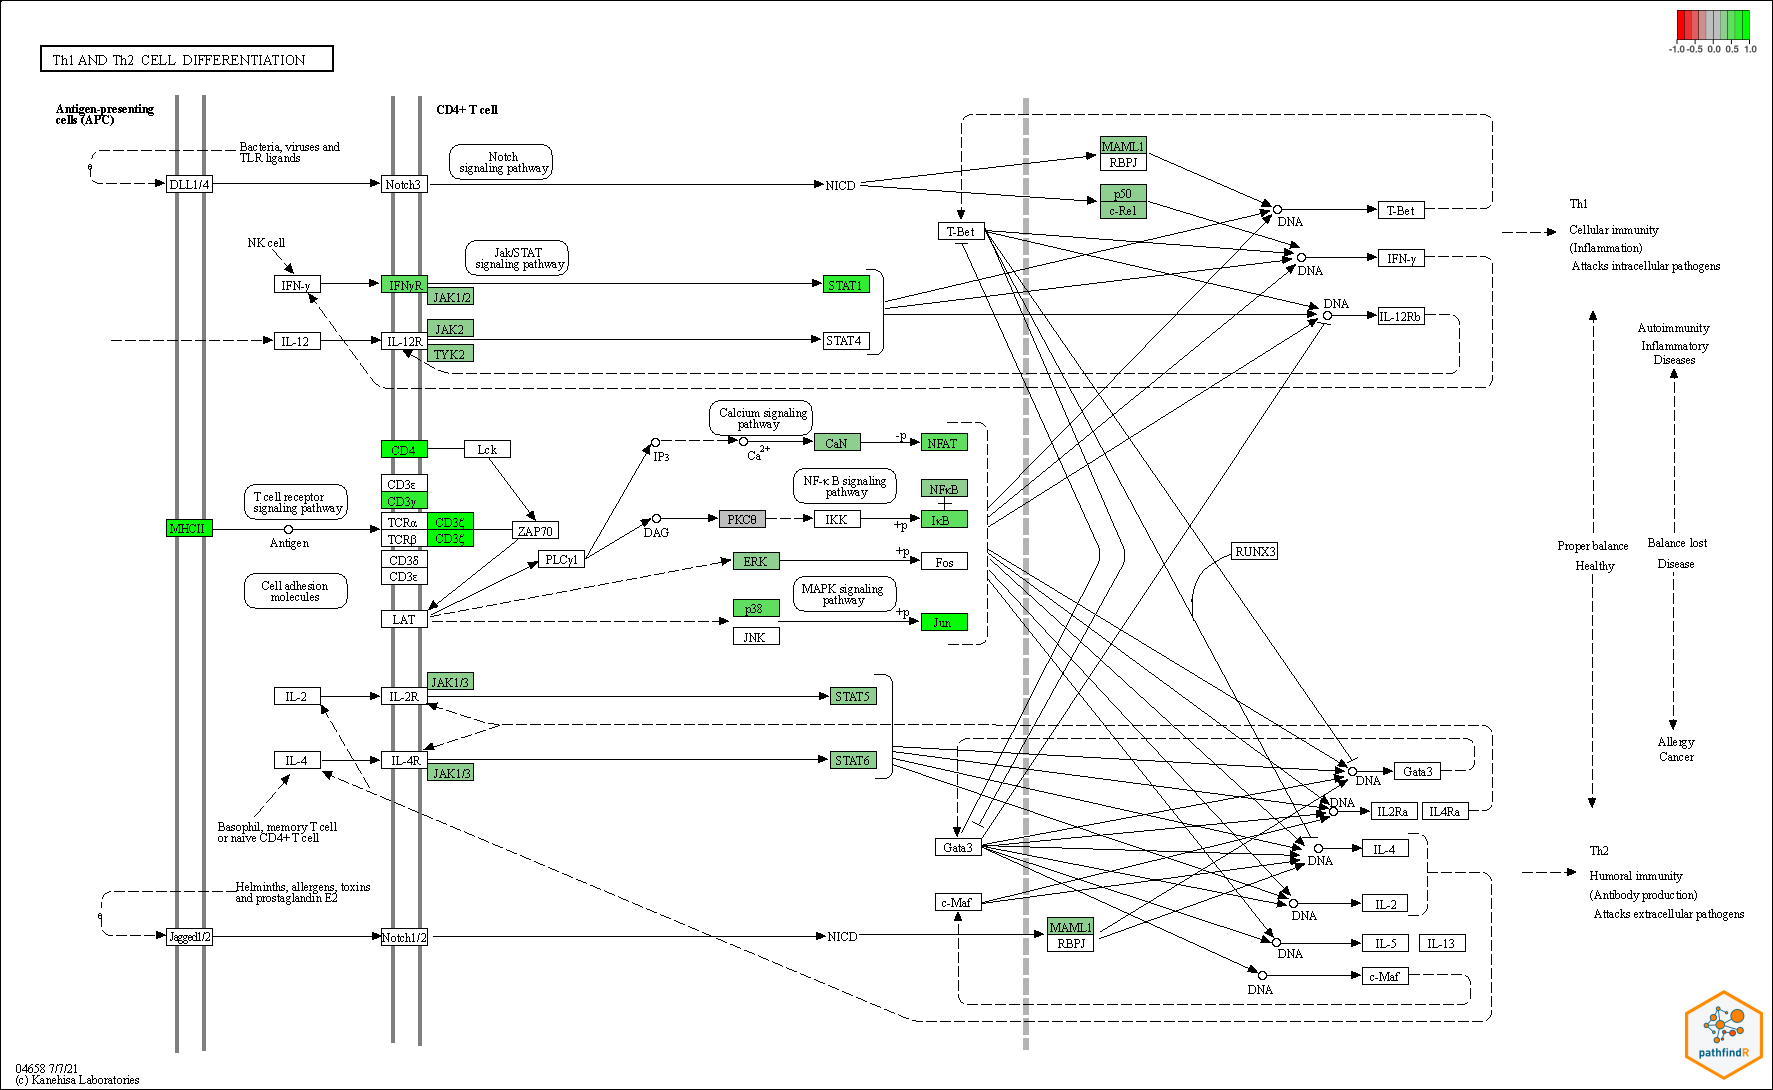 -1.0 -0.5 0.0 0.5 1.0
Th1 AND Th2 CELL DIFFERENTIATION
Antigen-presenting
cells (APC)
CD4+ T cell
Bacteria, viruses and
TLR ligands
Notch
signaling pathway
MAML1
RBPJ
e
DLL1/4
Notch3
NICD
p50
c-Rel
T-Bet
DNA
Th1
NK cell
T-Bet
Jak/STAT
signaling pathway
Cellular immunity
(Inflammation)
Attacks intracellular pathogens
IFN-γ
IFNγR
JAK1/2
STAT1
DNA
IFN-γ
DNA
IL-12Rb
JAK2
IL-12
IL-12R
TYK2
STAT4
Autoimmunity
Inflammatory
Diseases
Calcium signaling
pathway
CD4
Lck
IP3
Ca2+
CaN
-p
NFAT
CD3ε
CD3γ
NF-κB signaling
pathway
NFκB
T cell receptor
signaling pathway
MHCII
Antigen
TCRα
TCRβ
CD3ζ
CD3ζ
ZAP70
DAG
PKCθ
IKK
+p
IκB
CD3δ
CD3ε
PLCγ1
ERK
+p
Fos
RUNX3
Proper balance
Healthy
Balance lost
Disease
Cell adhesion
molecules
MAPK signaling
pathway
LAT
p38
JNK
+p
Jun
JAK1/3
IL-2
IL-2R
STAT5
IL-4
IL-4R
JAK1/3
STAT6
Allergy
Cancer
DNA
Gata3
DNA
IL2Ra
IL4Ra
Basophil, memory T cell
or naive CD4+ T cell
Gata3
DNA
IL-4
Th2
Humoral immunity
(Antibody production)
Attacks extracellular pathogens
Helminths, allergens, toxins
and prostaglandin E2
c-Maf
DNA
IL-2
e
Jagged1/2
Notch1/2
NICD
MAML1
RBPJ
DNA
IL-5
IL-13
DNA
c-Maf
pathfindR
04658 7/7/21
(c) Kanehisa Laboratories